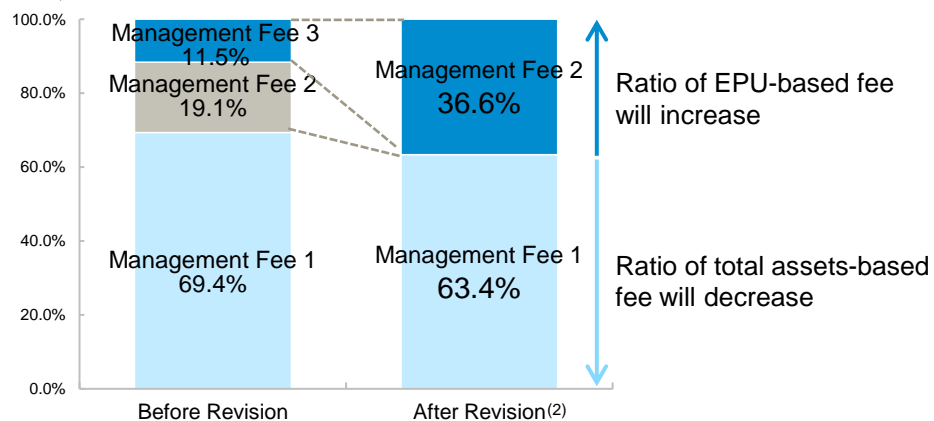 100.0%
80.0%
60.0%
40.0%
20.0%
0.0%
Management Fee 3
11.5%
Management Fee 2
19.1%
Management Fee 1
69.4%
Management Fee 2
36.6%
Management Fee 1
63.4%
Ratio of EPU-based fee
will increase
Ratio of total assets-based
fee will decrease
Before Revision
After Revision(2)